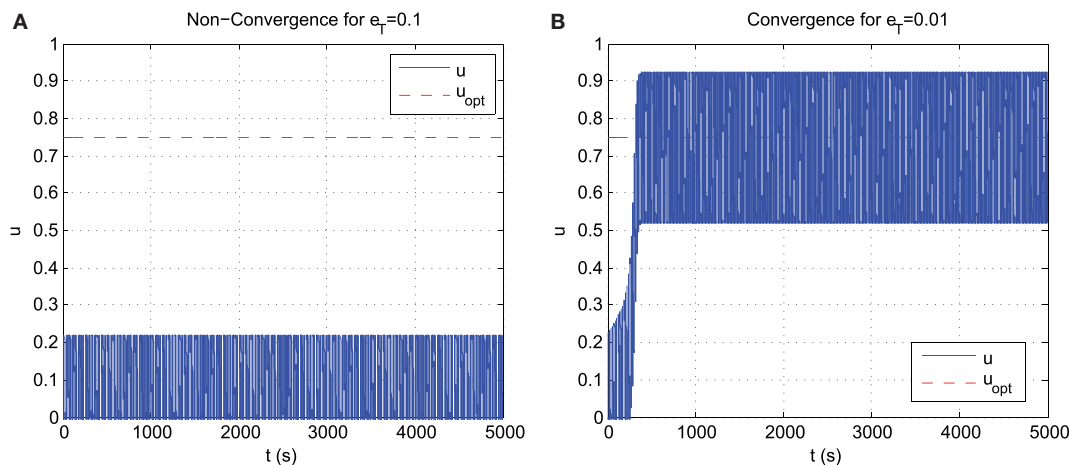 A
Non−Convergence for e_T=0.1
1
0.9
0.8
0.7
0.6
0.5
0.4
0.3
0.2
0.1
0
u
u
u_opt
0 1000 2000 3000 4000 5000
t (s)
B
Convergence for e_T=0.01
1
0.9
0.8
0.7
0.6
0.5
0.4
0.3
0.2
0.1
0
u
u
u_opt
0 1000 2000 3000 4000 5000
t (s)